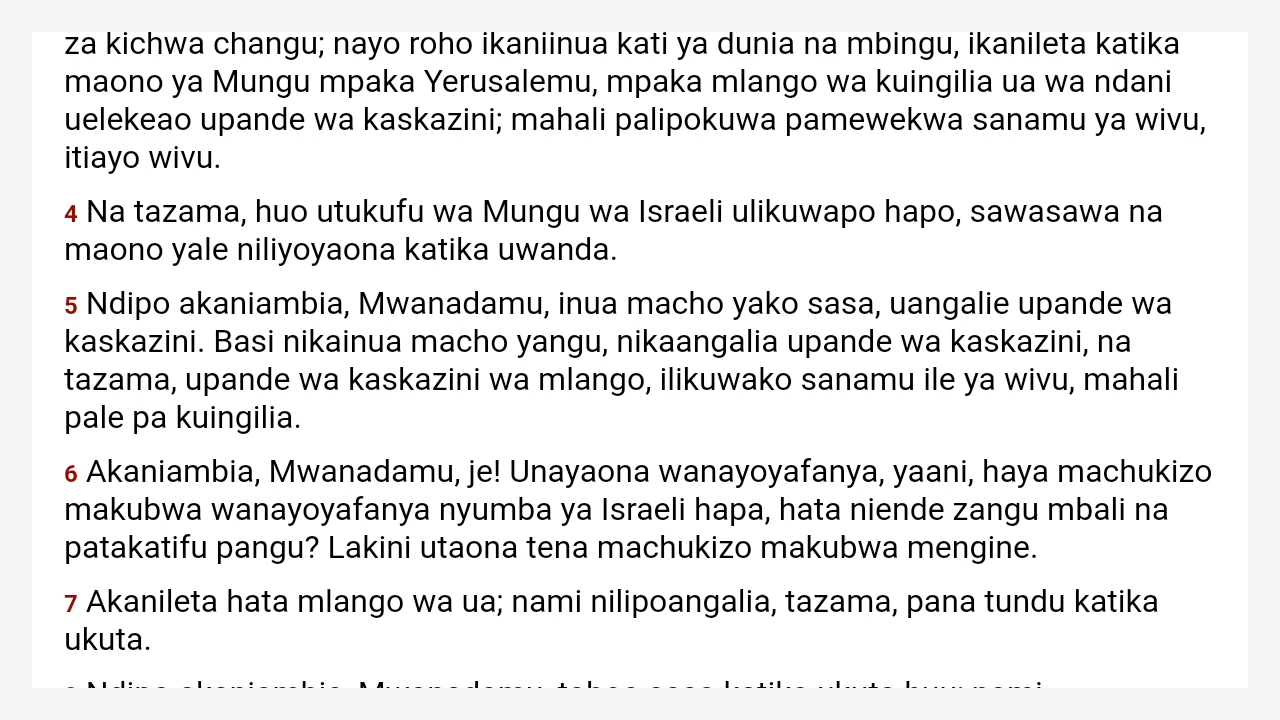 za kichwa changu; nayo roho ikaniinua kati ya dunia na mbingu, ikanileta katika
maono ya Mungu mpaka Yerusalemu, mpaka mlango wa kuingilia ua wa ndani
uelekeao upande wa kaskazini; mahali palipokuwa pamewekwa sanamu ya wivu,
itiayo wivu.
4 Na tazama, huo utukufu wa Mungu wa Israeli ulikuwapo hapo, sawasawa na
maono yale niliyoyaona katika uwanda.
5 Ndipo akaniambia, Mwanadamu, inua macho yako sasa, uangalie upande wa
kaskazini. Basi nikainua macho yangu, nikaangalia upande wa kaskazini, na
tazama, upande wa kaskazini wa mlango, ilikuwako sanamu ile ya wivu, mahali
pale pa kuingilia.
6 Akaniambia, Mwanadamu, je! Unayaona wanayoyafanya, yaani, haya machukizo
makubwa wanayoyafanya nyumba ya Israeli hapa, hata niende zangu mbali na
patakatifu pangu? Lakini utaona tena machukizo makubwa mengine.
7 Akanileta hata mlango wa ua; nami nilipoangalia, tazama, pana tundu katika
ukuta.